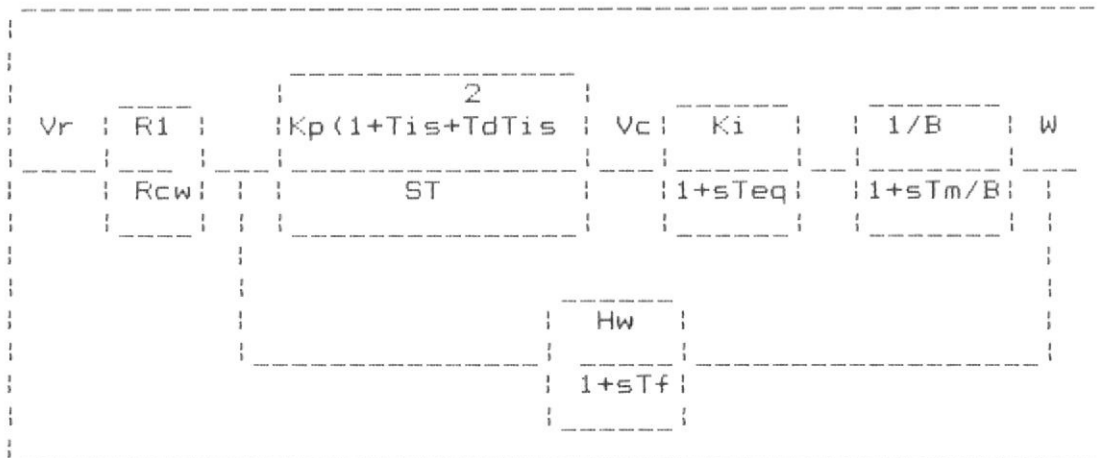 2
Vr R1 Kp(1+Tis+TdTis Vc Ki 1/B W
Rcw ST 1+sTeq 1+sTm/B
Hw
1+sTf